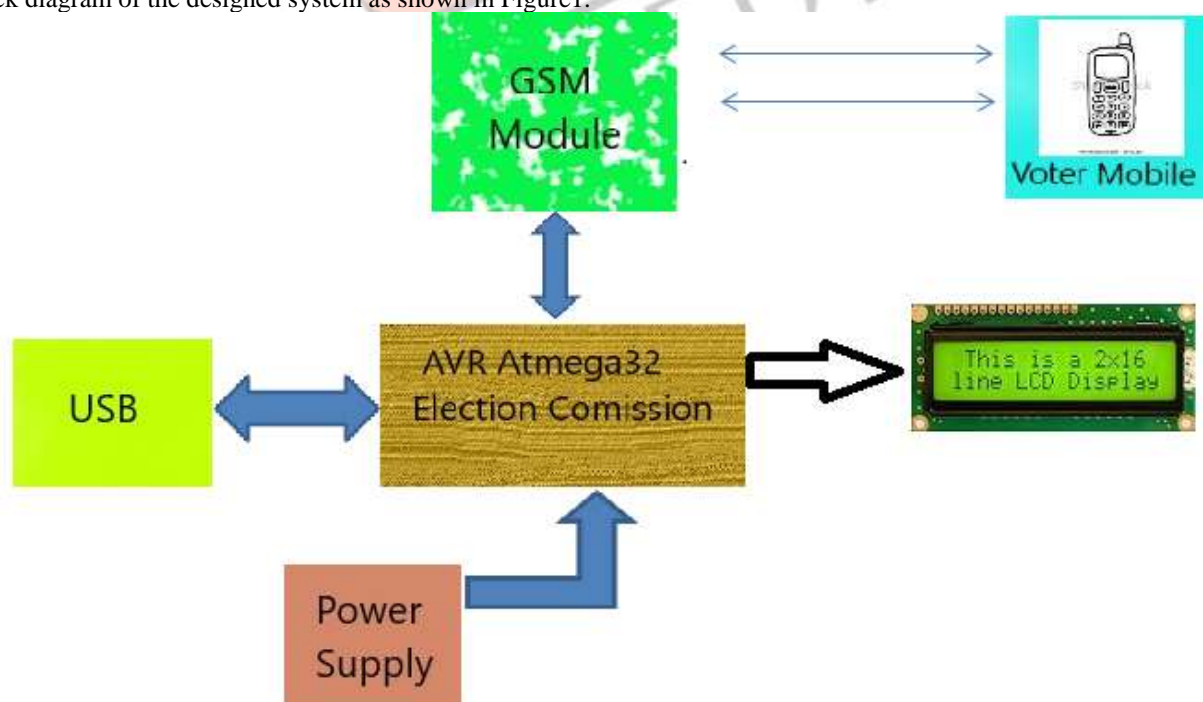 ck diagram of the designed system as shown in Figure1.
GSM
Module
Voter Mobile
AVR Atmega32
Election Comission
This is a 2x16
line LCD Display
USB
Power
Supply